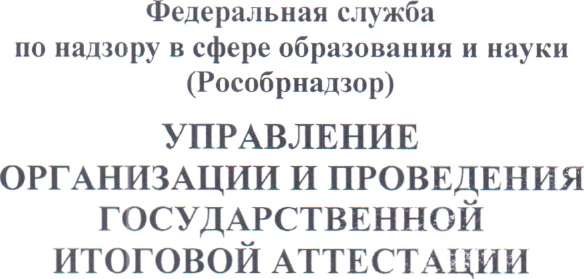 Федеральная служба
по надзору в сфере образования и науки
(Рособрнадзор)
УПРАВЛЕНИЕ
ОРГАНИЗАЦИИ И ПРОВЕДЕНИЯ
ГОСУДАРСТВЕННОЙ
ИТОГОВОЙ АТТЕСТАЦИИ